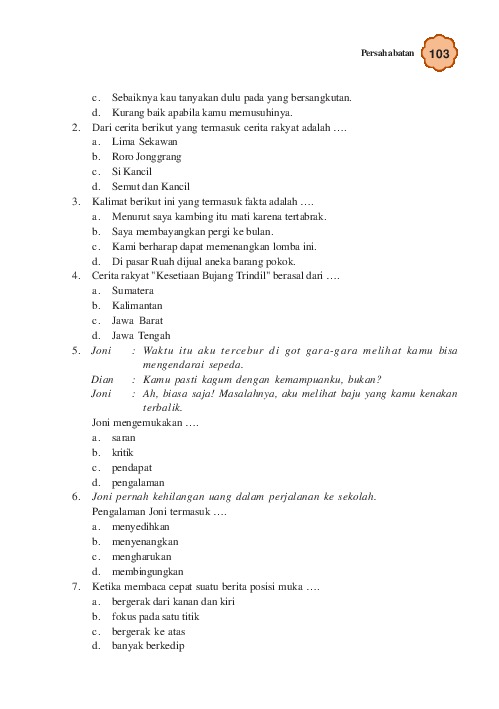 Persahabatan 103
c. Sebaiknya kau tanyakan dulu pada yang bersangkutan.
d. Kurang baik apabila kamu memusuhinya.
2. Dari cerita berikut yang termasuk cerita rakyat adalah ….
a. Lima Sekawan
b. Roro Jonggrang
c. Si Kancil
d. Semut dan Kancil
3. Kalimat berikut ini yang termasuk fakta adalah ….
a. Menurut saya kambing itu mati karena tertabrak.
b. Saya membayangkan pergi ke bulan.
c. Kami berharap dapat memenangkan lomba ini.
d. Di pasar Ruah dijual aneka barang pokok.
4. Cerita rakyat "Kesetiaan Bujang Trindil" berasal dari ….
a. Sumatera
b. Kalimantan
c. Jawa Barat
d. Jawa Tengah
5. Joni : Waktu itu aku tercebur di got gara-gara melihat kamu bisa
mengendarai sepeda.
Dian : Kamu pasti kagum dengan kemampuanku, bukan?
Joni : Ah, biasa saja! Masalahnya, aku melihat baju yang kamu kenakan
terbalik.
Joni mengemukakan ….
a. saran
b. kritik
c. pendapat
d. pengalaman
6. Joni pernah kehilangan uang dalam perjalanan ke sekolah.
Pengalaman Joni termasuk ….
a. menyedihkan
b. menyenangkan
c. mengharukan
d. membingungkan
7. Ketika membaca cepat suatu berita posisi muka ….
a. bergerak dari kanan dan kiri
b. fokus pada satu titik
c. bergerak ke atas
d. banyak berkedip